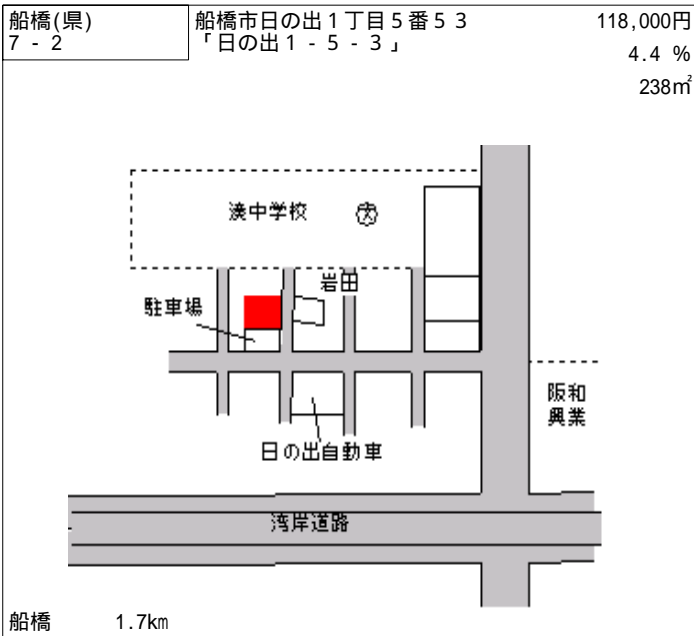 船橋(県)
7 - 2
船橋市日の出１丁目５番５３
「日の出１ - ５ - ３」
118,000円
4.4 %
238㎡
湊中学校 文
岩田
駐車場
阪和
興業
日の出自動車
湾岸道路
船橋 1.7km